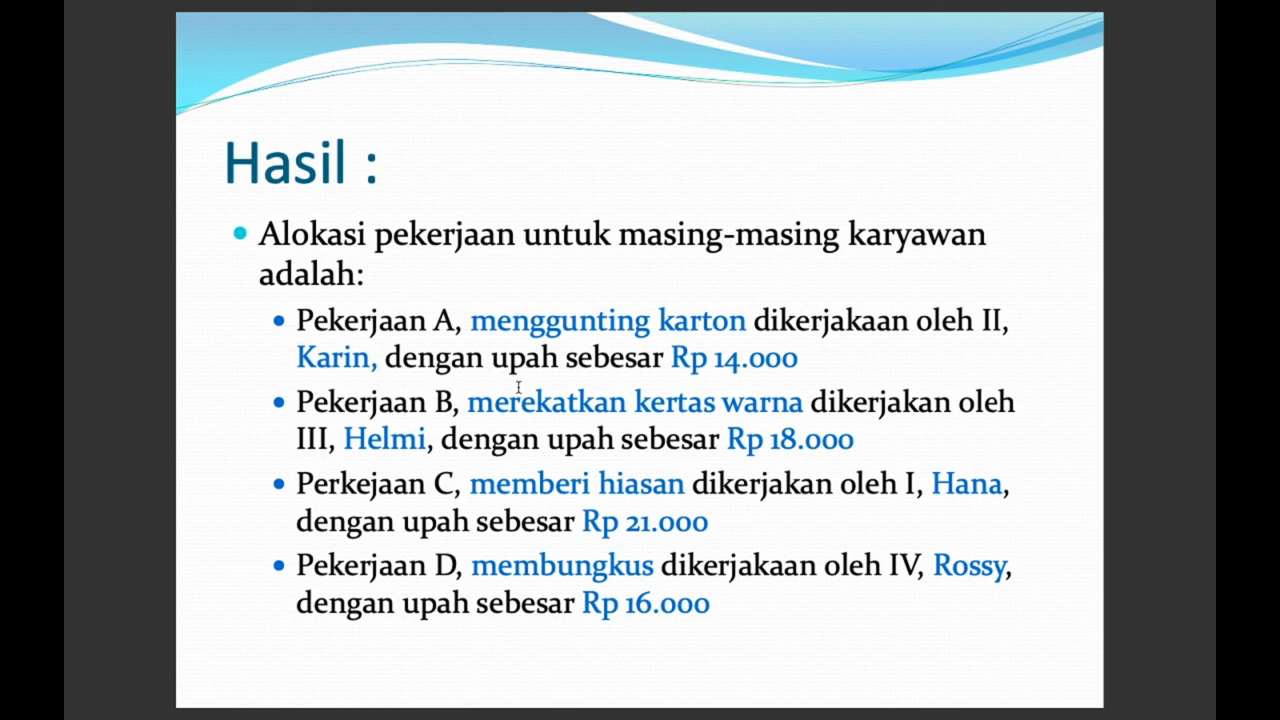 Hasil :
• Alokasi pekerjaan untuk masing-masing karyawan
adalah:
• Pekerjaan A, menggunting karton dikerjakaan oleh II,
Karin, dengan upah sebesar Rp 14.000
• Pekerjaan B, merekatkan kertas warna dikerjakan oleh
III, Helmi, dengan upah sebesar Rp 18.000
• Perkejaan C, memberi hiasan dikerjakan oleh I, Hana,
dengan upah sebesar Rp 21.000
• Pekerjaan D, membungkus dikerjakaan oleh IV, Rossy,
dengan upah sebesar Rp 16.000